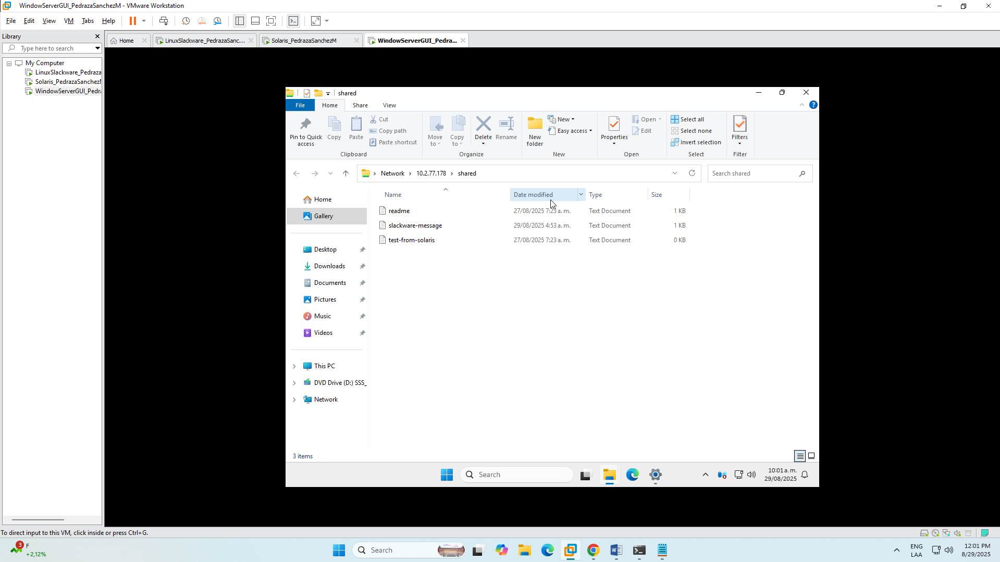 WindowServerGUI_PedrazaSanchezM - VMware Workstation
File Edit View VM Tabs Help
Library
Type here to search
Home
LinuxSlackware_PedrazaSanc...
Solaris_PedrazaSanchezM
WindowServerGUI_Pedra...
My Computer
LinuxSlackware_Pedraza
Solaris_PedrazaSanchezM
WindowServerGUI_Pedra
shared
File Home Share View
Pin to Quick access
Copy
Paste
Cut
Copy path
Paste shortcut
Clipboard
Move to
Copy to
Delete
Rename
Organize
New folder
New
Easy access
New
Properties
Open
Edit
Open
Select all
Select none
Invert selection
Select
Filters
Filter
Network > 10.2.77.178 > shared
Search shared
Name Date modified Type Size
readme 27/08/2025 7:23 a. m. Text Document 1 KB
slackware-message 29/08/2025 4:53 a. m. Text Document 1 KB
test-from-solaris 27/08/2025 7:23 a. m. Text Document 0 KB
Home
Gallery
Desktop
Downloads
Documents
Pictures
Music
Videos
This PC
DVD Drive (D:) SSS_
Network
3 items
Search
10:01 a. m.
29/08/2025
To direct input to this VM, click inside or press Ctrl+G.
3
F
+2,12%
Search
ENG
LAA
12:01 PM
8/29/2025